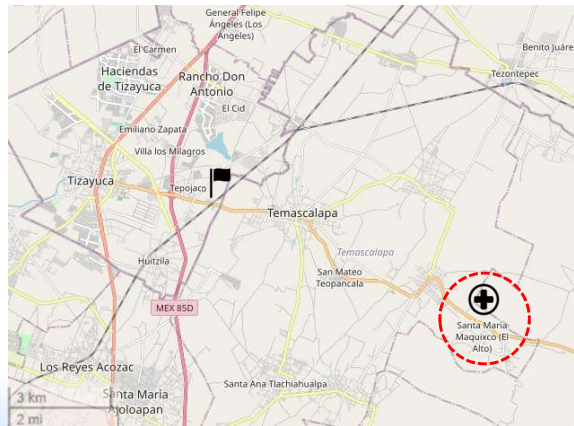 General Felipe
Ángeles (Los
Ángeles)
El Carmen
Benito Juárez
Haciendas
de Tizayuca
Rancho Don
Antonio
Tezontepec
El Cid
Emiliano Zapata
Villa los Milagros
Tizayuca
Tepojaco
Temascalapa
Temascalapa
Huitzila
San Mateo
Teopancala
MEX 85D
Santa María
Maquixco (El
Alto)
Los Reyes Acozac
Santa Ana Tlachiahualpa
Santa María
Ajoloapan
3 km
2 mi